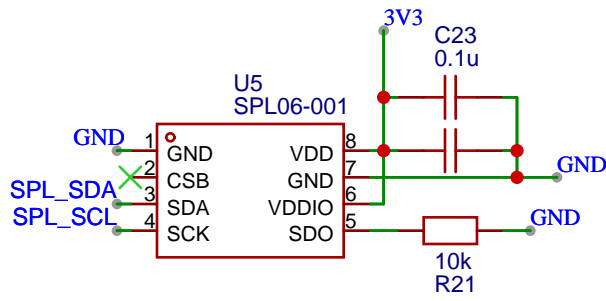 3V3
C23
0.1u
U5
SPL06-001
GND 1 GND VDD 8
2 CSB GND 7 GND
SPL_SDA 3 SDA VDDIO 6
SPL_SCL 4 SCK SDO 5 GND
10k
R21